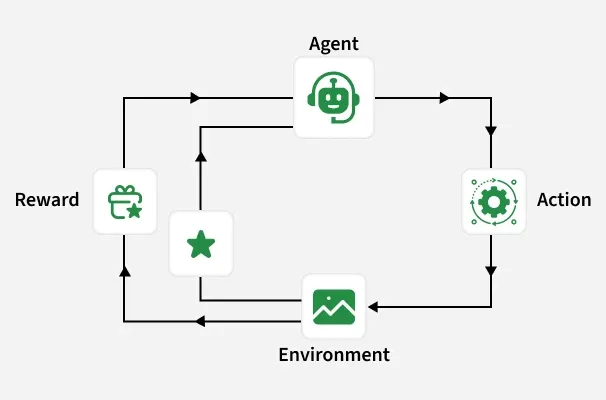 Agent
Reward
Action
Environment